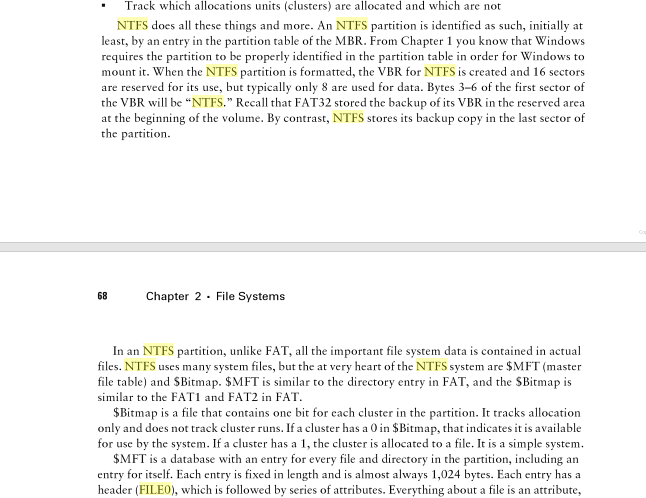 ▪ Track which allocations units (clusters) are allocated and which are not
NTFS does all these things and more. An NTFS partition is identified as such, initially at
least, by an entry in the partition table of the MBR. From Chapter 1 you know that Windows
requires the partition to be properly identified in the partition table in order for Windows to
mount it. When the NTFS partition is formatted, the VBR for NTFS is created and 16 sectors
are reserved for its use, but typically only 8 are used for data. Bytes 3–6 of the first sector of
the VBR will be “NTFS.” Recall that FAT32 stored the backup of its VBR in the reserved area
at the beginning of the volume. By contrast, NTFS stores its backup copy in the last sector of
the partition.
68 Chapter 2 ▪ File Systems
In an NTFS partition, unlike FAT, all the important file system data is contained in actual
files. NTFS uses many system files, but the at very heart of the NTFS system are $MFT (master
file table) and $Bitmap. $MFT is similar to the directory entry in FAT, and the $Bitmap is
similar to the FAT1 and FAT2 in FAT.
$Bitmap is a file that contains one bit for each cluster in the partition. It tracks allocation
only and does not track cluster runs. If a cluster has a 0 in $Bitmap, that indicates it is available
for use by the system. If a cluster has a 1, the cluster is allocated to a file. It is a simple system.
$MFT is a database with an entry for every file and directory in the partition, including an
entry for itself. Each entry is fixed in length and is almost always 1,024 bytes. Each entry has a
header (FILE0), which is followed by series of attributes. Everything about a file is an attribute,